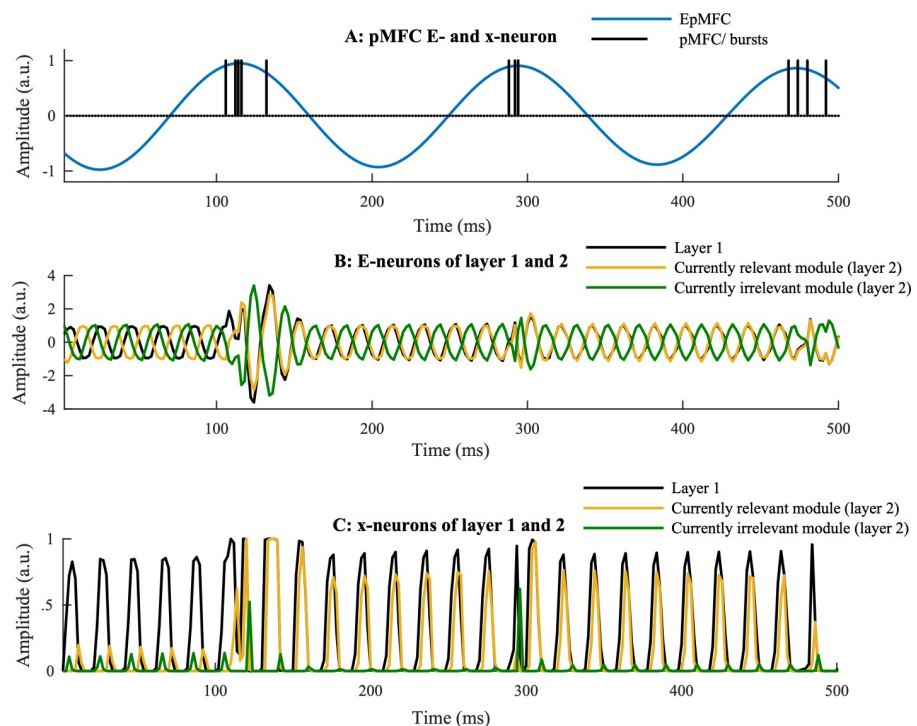 EpMFC
A: pMFC E- and x-neuron
pMFC/ bursts
Amplitude (a.u.)
1
0
-1
100
200
300
400
500
Time (ms)
Layer 1
B: E-neurons of layer 1 and 2
Currently relevant module (layer 2)
Currently irrelevant module (layer 2)
Amplitude (a.u.)
4
2
0
-2
-4
100
200
300
400
500
Time (ms)
Layer 1
Currently relevant module (layer 2)
C: x-neurons of layer 1 and 2
Currently irrelevant module (layer 2)
Amplitude (a.u.)
1
.5
0
100
200
300
400
500
Time (ms)